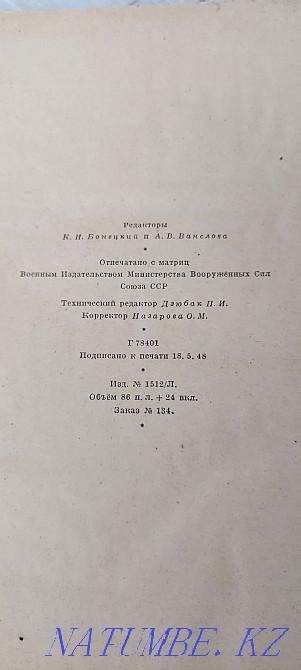 Редакторы
К. И. Бонецкий и А. В. Ванслова
Отпечатано с матриц
Военным Издательством Министерства Вооружённых Сил
Союза ССР
Технический редактор Дзюбак П. И.
Корректор Назарова О. М.
Г 78401
Подписано к печати 18. 5. 48
Изд. № 1512/Л.
Объём 86 п. л. + 24 вкл.
Заказ № 134.
NATUMBE. KZ